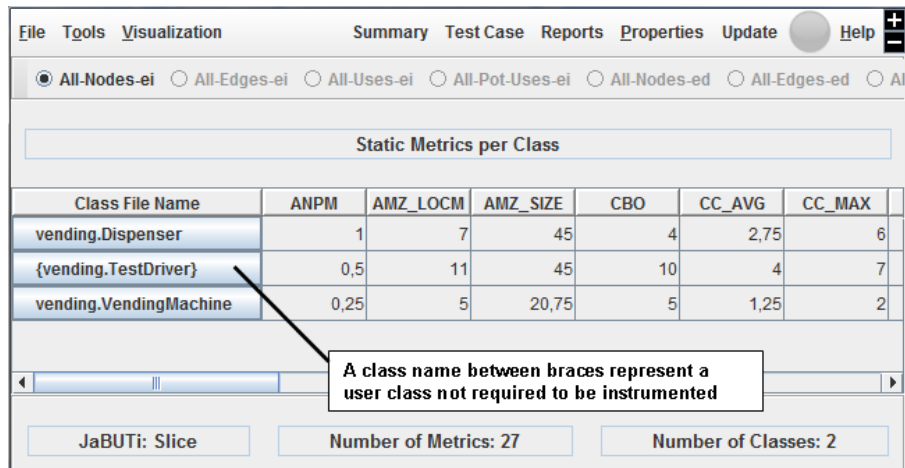 File Tools Visualization Summary Test Case Reports Properties Update Help
All-Nodes-ei All-Edges-ei All-Uses-ei All-Pot-Uses-ei All-Nodes-ed All-Edges-ed Al
Static Metrics per Class
Class File Name ANPM AMZ_LOCM AMZ_SIZE CBO CC_AVG CC_MAX
vending.Dispenser 1 7 45 4 2,75 6
{vending.TestDriver} 0,5 11 45 10 4 7
vending.VendingMachine 0,25 5 20,75 5 1,25 2
A class name between braces represent a
user class not required to be instrumented
JaBUTi: Slice Number of Metrics: 27 Number of Classes: 2